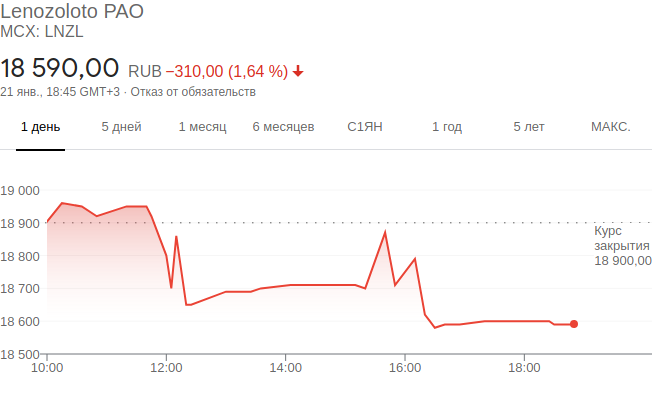 Lenozoloto PAO
MCX: LNZL
18 590,00 RUB −310,00 (1,64 %)
21 янв., 18:45 GMT+3 · Отказ от обязательств
1 день 5 дней 1 месяц 6 месяцев С1ЯН 1 год 5 лет МАКС.
19 000
18 900
Курс
закрытия
18 900,00
18 800
18 700
18 600
18 500
10:00 12:00 14:00 16:00 18:00